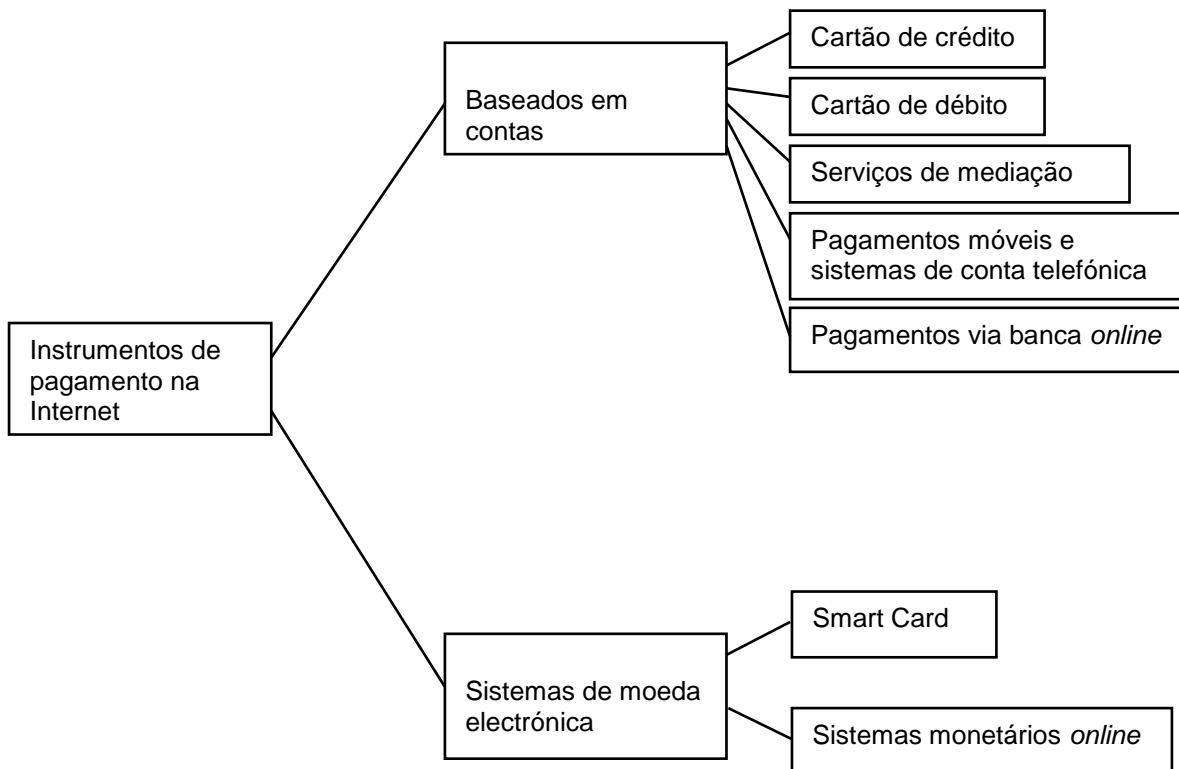 Cartão de crédito
Baseados em
contas
Cartão de débito
Serviços de mediação
Pagamentos móveis e
sistemas de conta telefónica
Pagamentos via banca online
Instrumentos de
pagamento na
Internet
Smart Card
Sistemas de moeda
electrónica
Sistemas monetários online